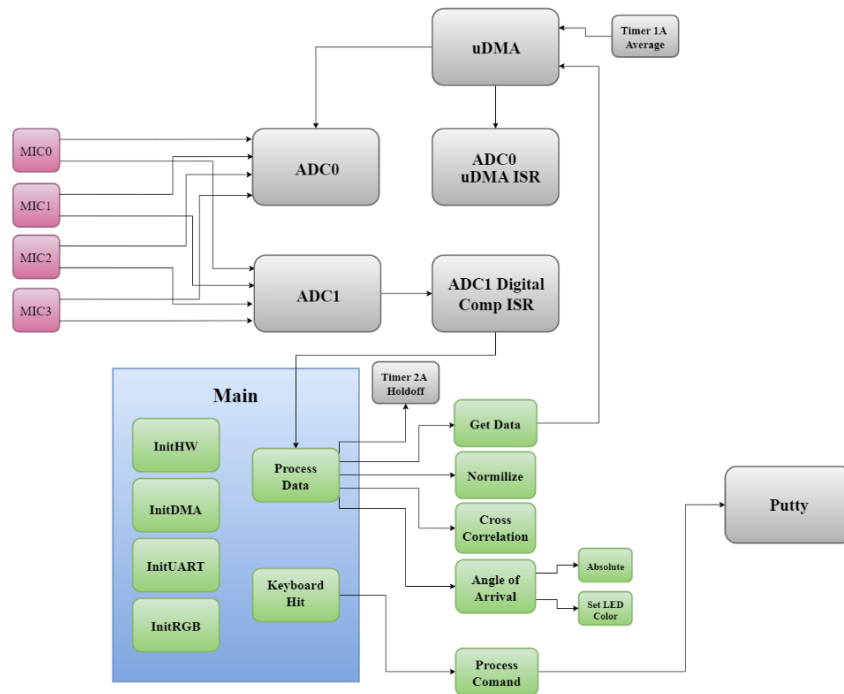 uDMA
Timer 1A
Average
MIC0
MIC1
MIC2
MIC3
ADC0
ADC0
uDMA ISR
ADC1
ADC1 Digital
Comp ISR
Main
InitHW
InitDMA
InitUART
InitRGB
Process
Data
Keyboard
Hit
Timer 2A
Holdoff
Get Data
Normilize
Cross
Correlation
Angle of
Arrival
Absolute
Set LED
Color
Process
Comand
Putty